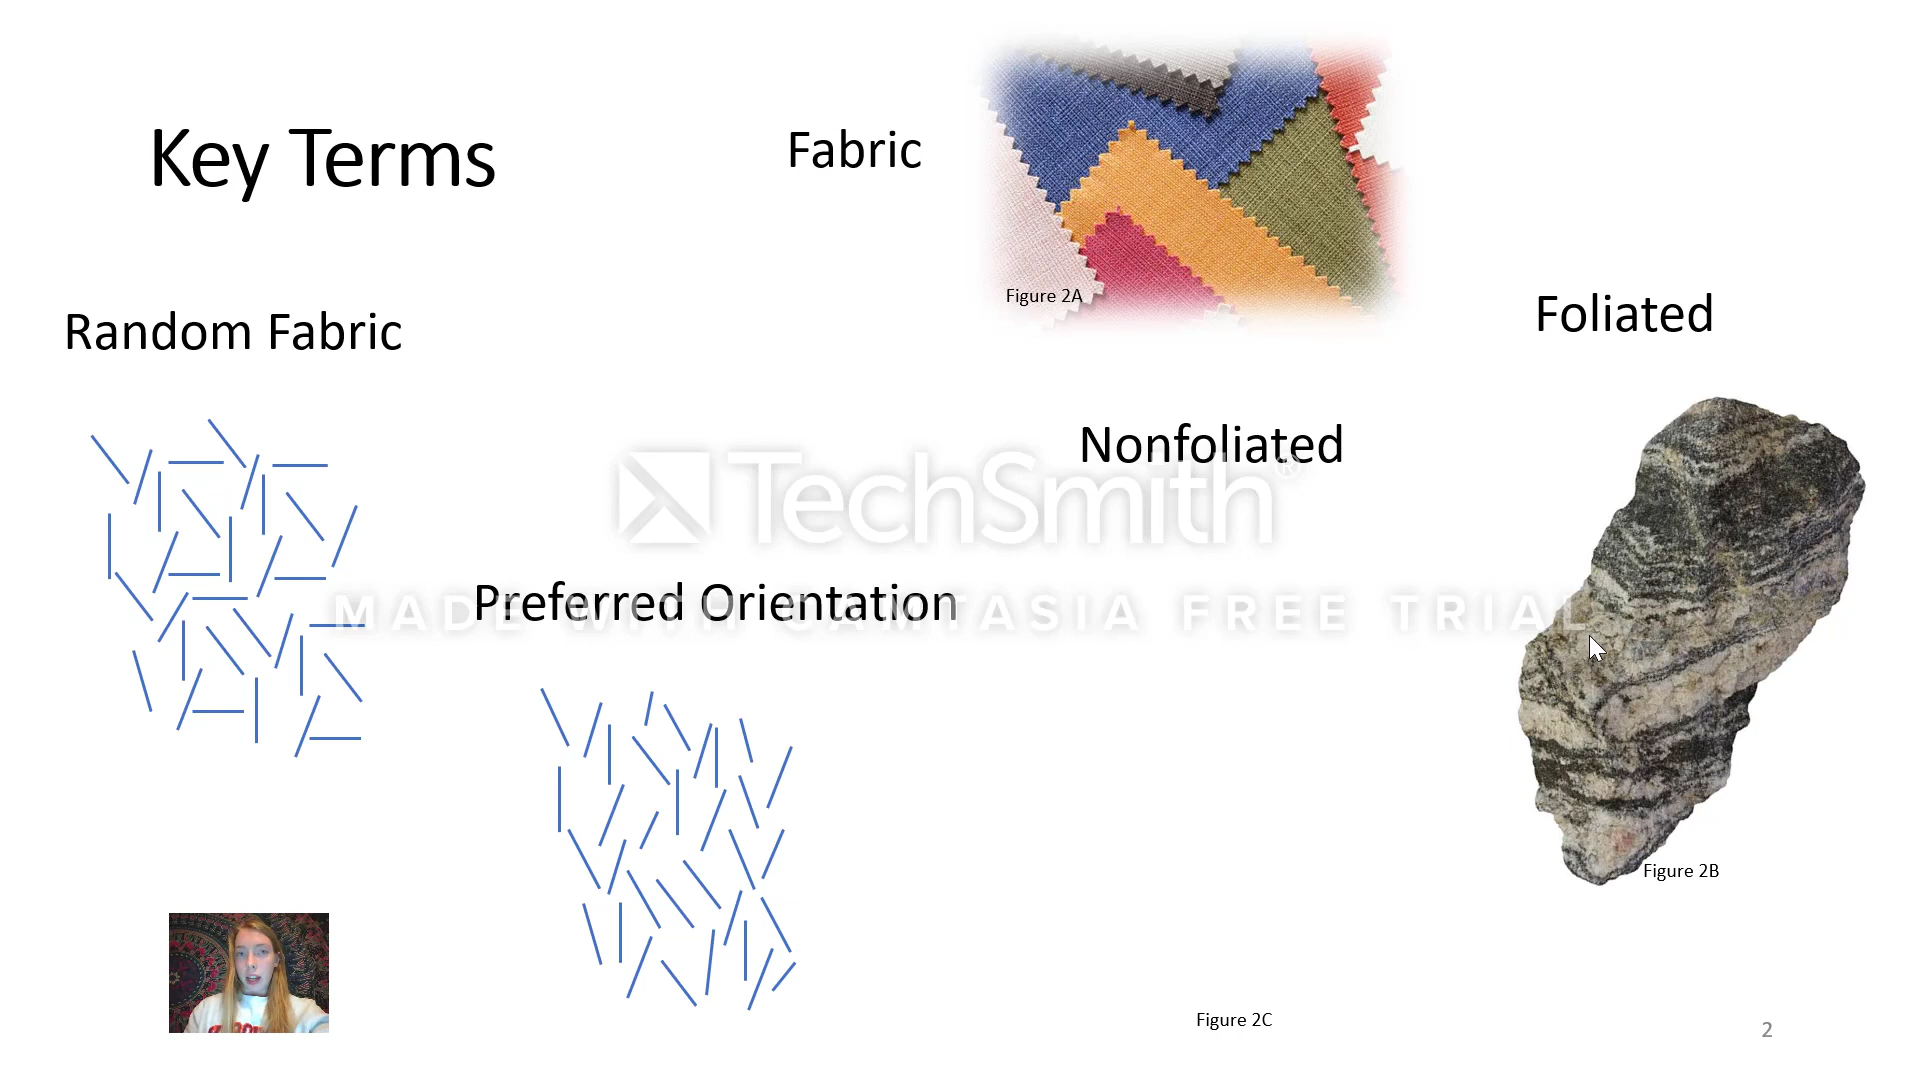 Key Terms
Fabric
Figure 2A
Random Fabric
Foliated
Nonfoliated
TechSmith®
Preferred Orientation
MADE WITH CAMTASIA FREE TRIAL
Figure 2B
Figure 2C
2